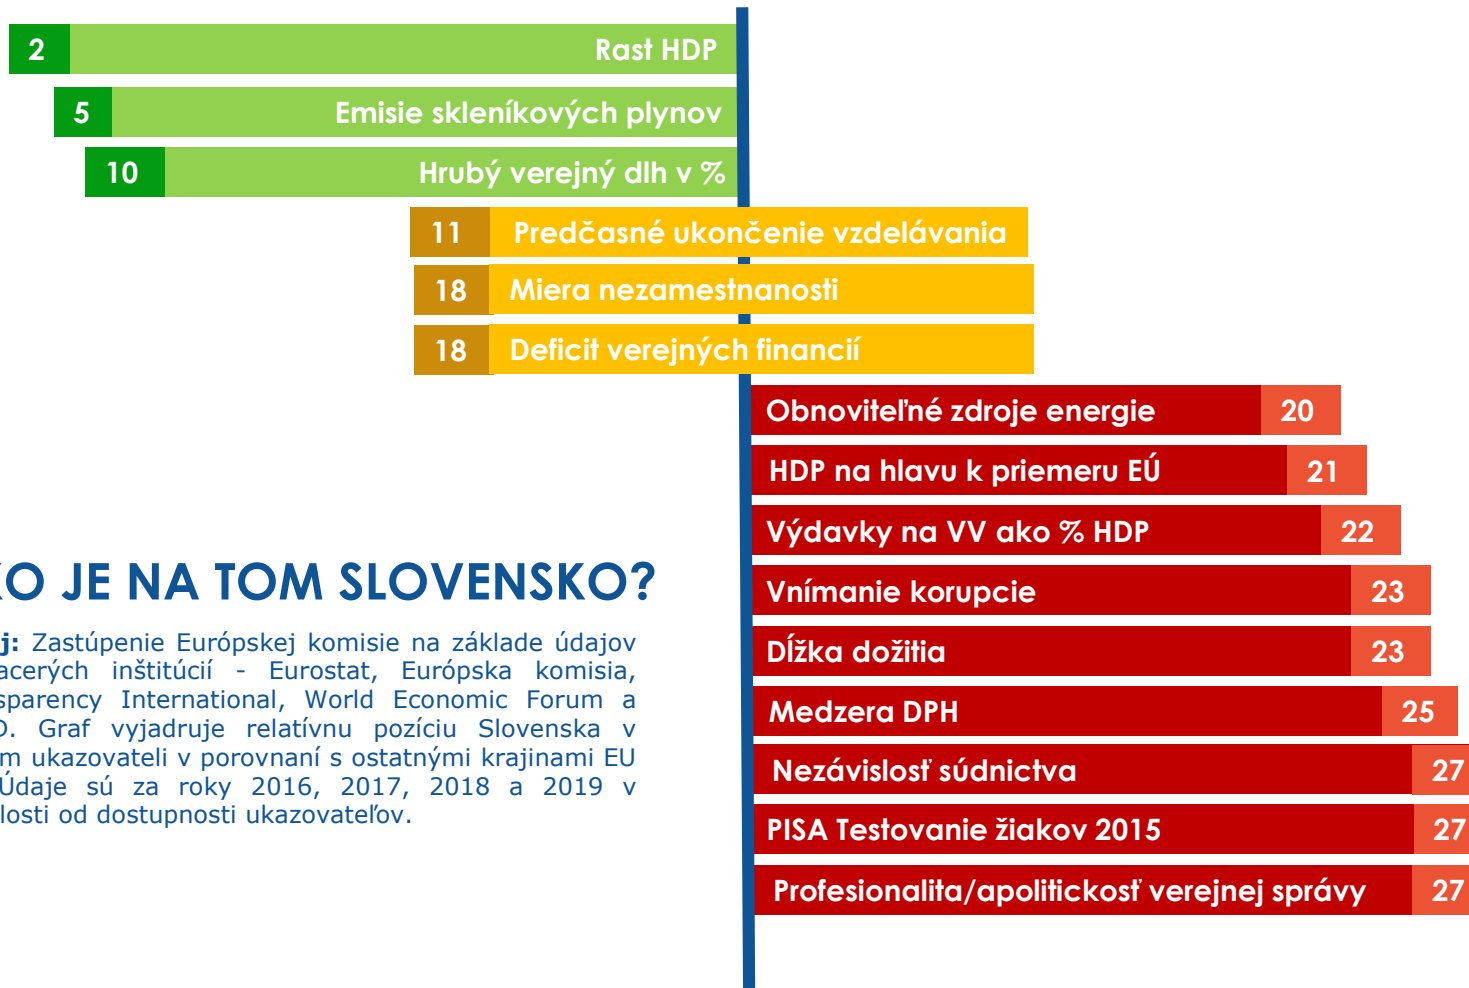 2 Rast HDP
5 Emisie skleníkových plynov
10 Hrubý verejný dlh v %
11 Predčasné ukončenie vzdelávania
18 Miera nezamestnanosti
18 Deficit verejných financií
Obnoviteľné zdroje energie 20
HDP na hlavu k priemeru EÚ 21
Výdavky na VV ako % HDP 22
Vnímanie korupcie 23
Dĺžka dožitia 23
Medzera DPH 25
Nezávislosť súdnictva 27
PISA Testovanie žiakov 2015 27
Profesionalita/apolitickosť verejnej správy 27
KO JE NA TOM SLOVENSKO?
j: Zastúpenie Európskej komisie na základe údajov
acerých inštitúcií - Eurostat, Európska komisia,
sparency International, World Economic Forum a
D. Graf vyjadruje relatívnu pozíciu Slovenska v
m ukazovateli v porovnaní s ostatnými krajinami EU
Údaje sú za roky 2016, 2017, 2018 a 2019 v
losti od dostupnosti ukazovateľov.